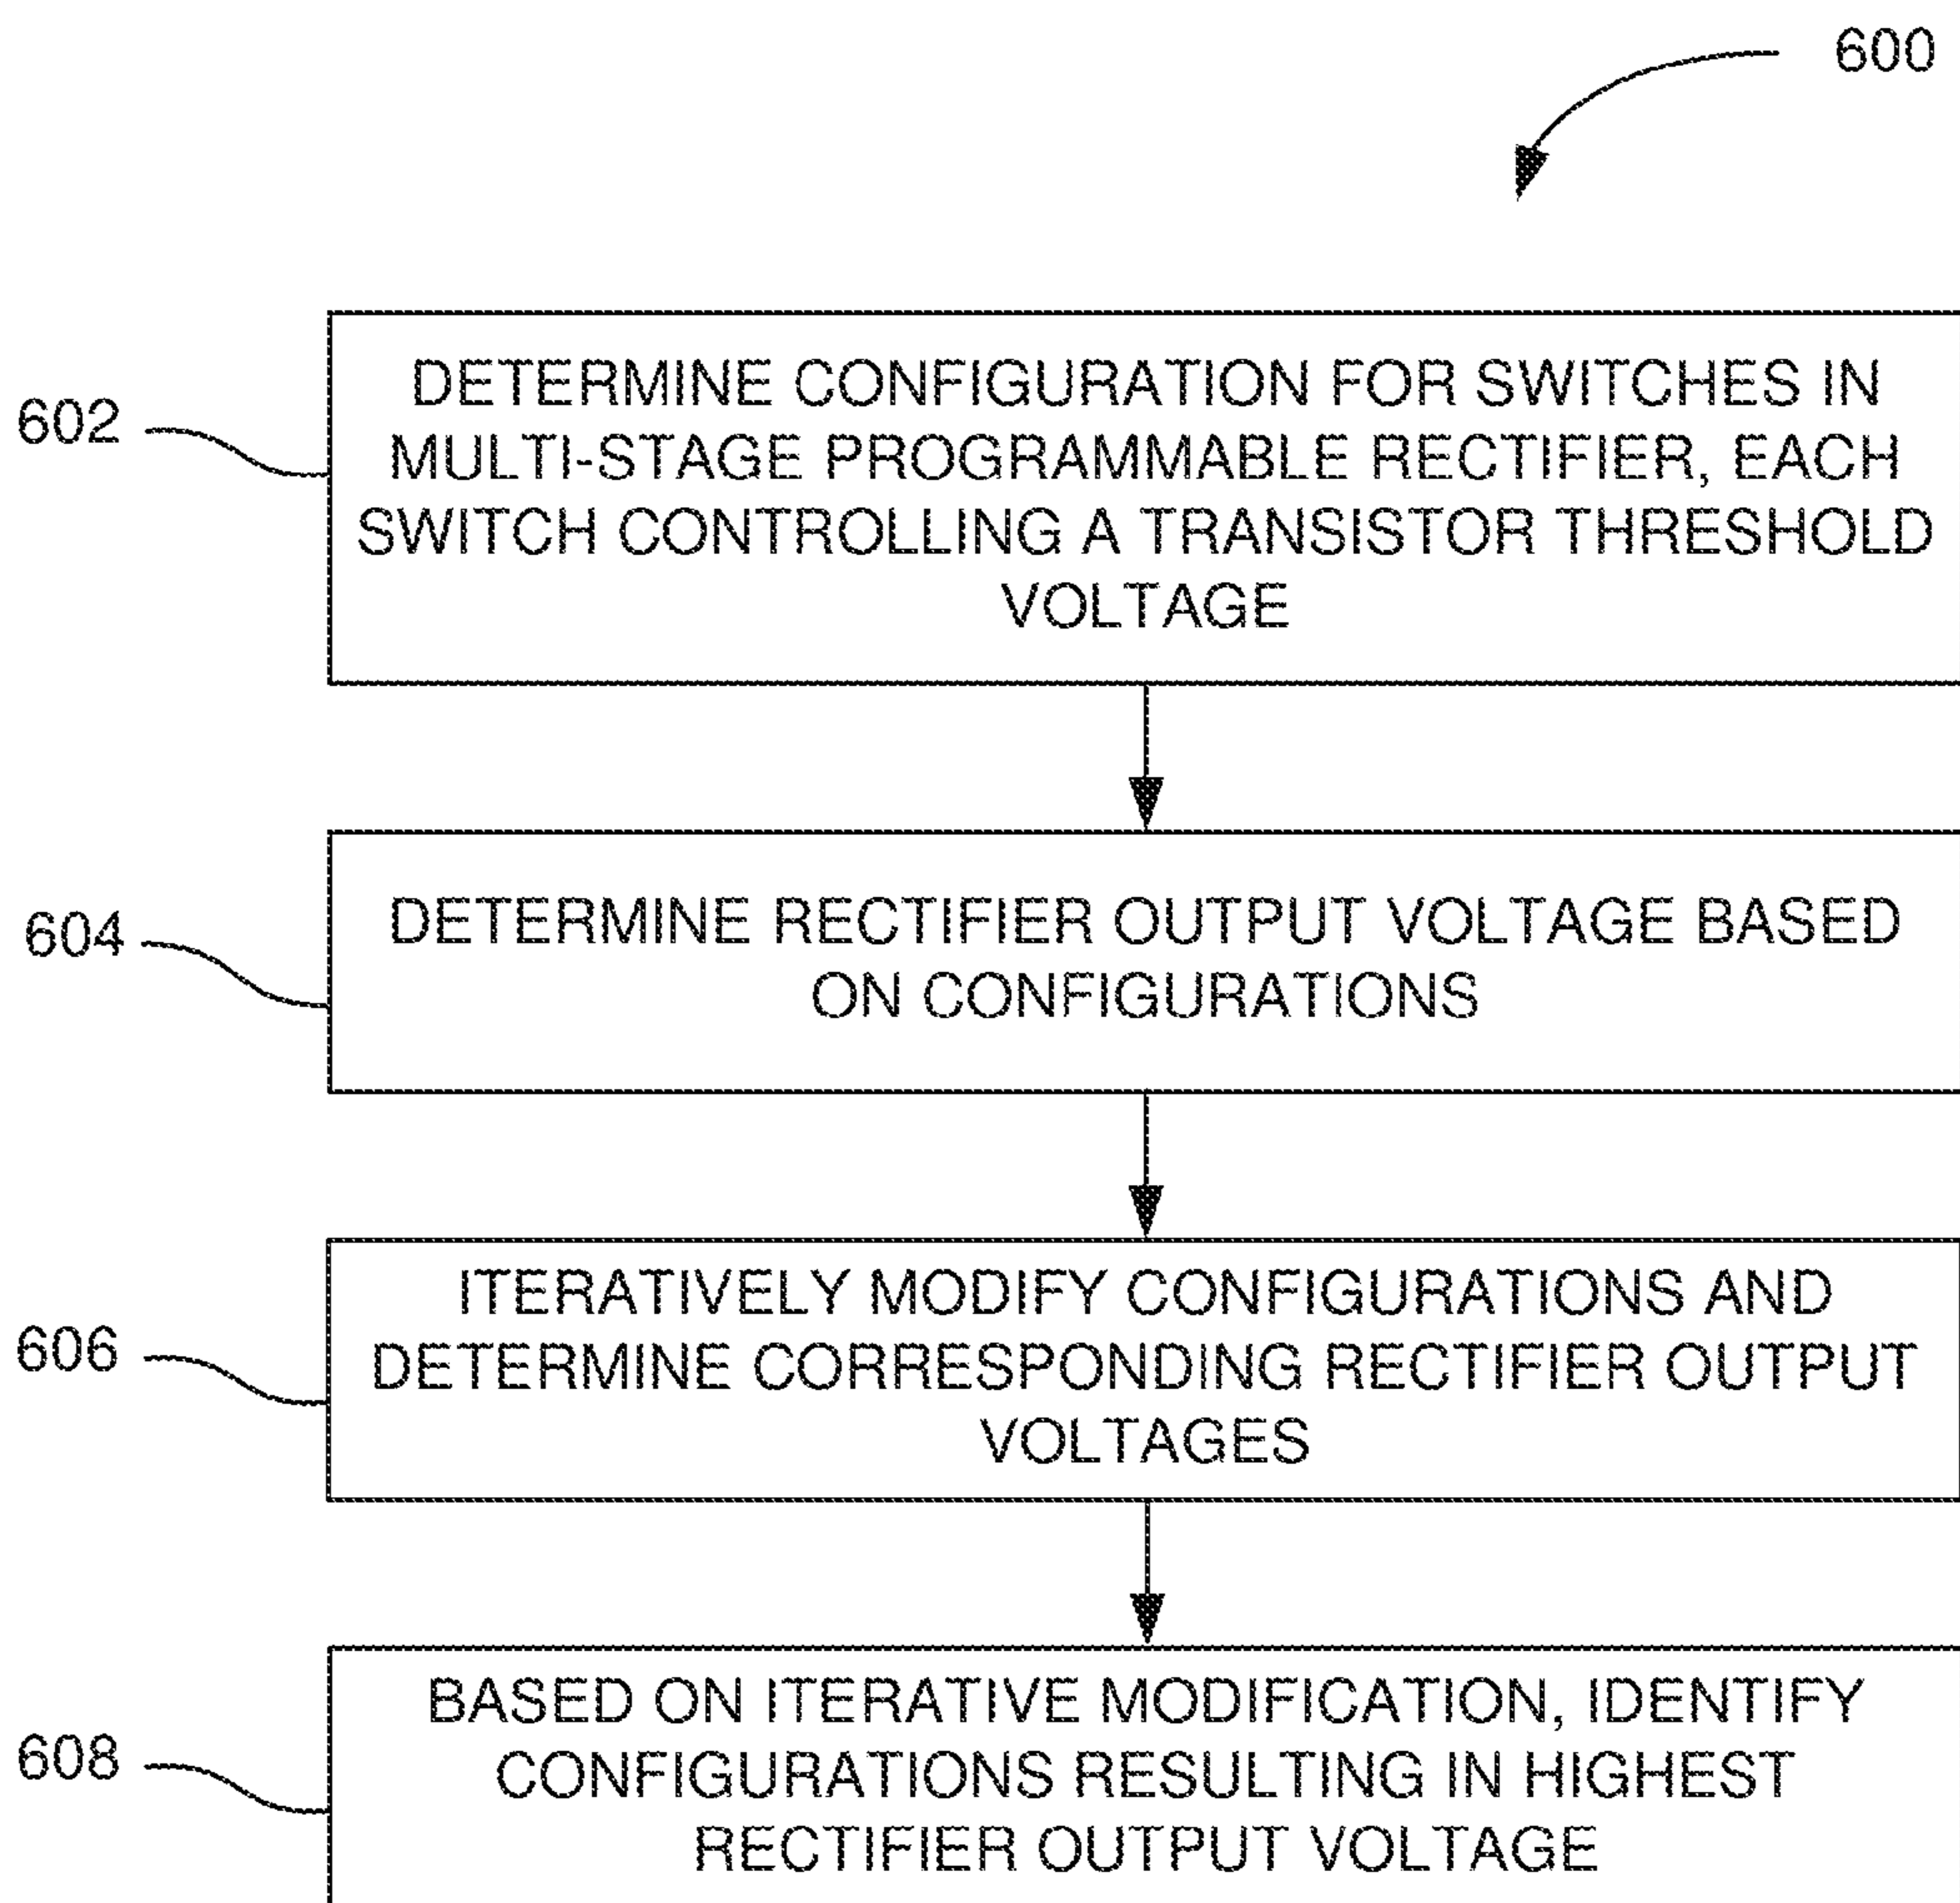 600
602
DETERMINE CONFIGURATION FOR SWITCHES IN
MULTI-STAGE PROGRAMMABLE RECTIFIER, EACH
SWITCH CONTROLLING A TRANSISTOR THRESHOLD
VOLTAGE
604
DETERMINE RECTIFIER OUTPUT VOLTAGE BASED
ON CONFIGURATIONS
606
ITERATIVELY MODIFY CONFIGURATIONS AND
DETERMINE CORRESPONDING RECTIFIER OUTPUT
VOLTAGES
608
BASED ON ITERATIVE MODIFICATION, IDENTIFY
CONFIGURATIONS RESULTING IN HIGHEST
RECTIFIER OUTPUT VOLTAGE